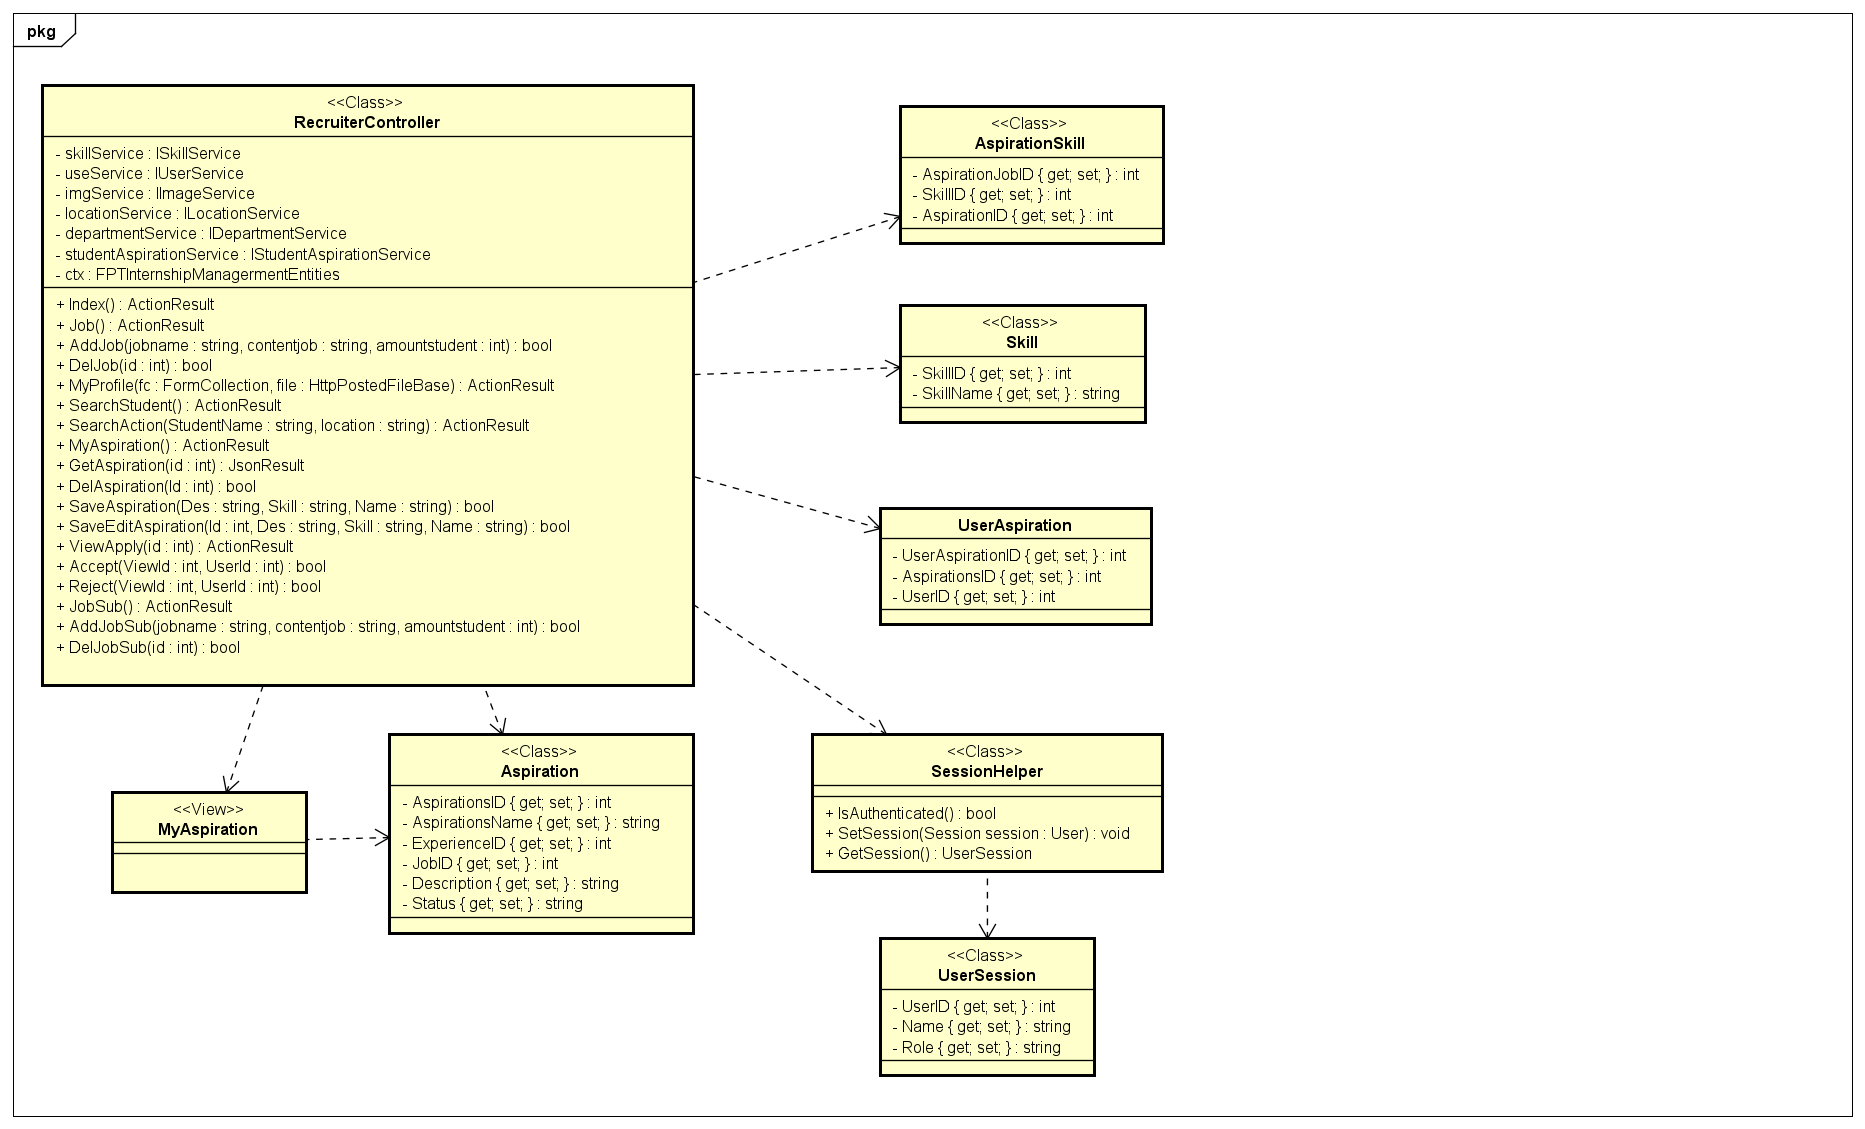 pkg
<<Class>>
RecruiterController
- skillService : ISkillService
- useService : IUserService
- imgService : IImageService
- locationService : ILocationService
- departmentService : IDepartmentService
- studentAspirationService : IStudentAspirationService
- ctx : FPTInternshipManagermentEntities
+ Index() : ActionResult
+ Job() : ActionResult
+ AddJob(jobname : string, contentjob : string, amountstudent : int) : bool
+ DelJob(id : int) : bool
+ MyProfile(fc : FormCollection, file : HttpPostedFileBase) : ActionResult
+ SearchStudent() : ActionResult
+ SearchAction(StudentName : string, location : string) : ActionResult
+ MyAspiration() : ActionResult
+ GetAspiration(id : int) : JsonResult
+ DelAspiration(Id : int) : bool
+ SaveAspiration(Des : string, Skill : string, Name : string) : bool
+ SaveEditAspiration(Id : int, Des : string, Skill : string, Name : string) : bool
+ ViewApply(id : int) : ActionResult
+ Accept(ViewId : int, UserId : int) : bool
+ Reject(ViewId : int, UserId : int) : bool
+ JobSub() : ActionResult
+ AddJobSub(jobname : string, contentjob : string, amountstudent : int) : bool
+ DelJobSub(id : int) : bool
<<Class>>
AspirationSkill
- AspirationJobID { get; set; } : int
- SkillID { get; set; } : int
- AspirationID { get; set; } : int
<<Class>>
Skill
- SkillID { get; set; } : int
- SkillName { get; set; } : string
UserAspiration
- UserAspirationID { get; set; } : int
- AspirationsID { get; set; } : int
- UserID { get; set; } : int
<<View>>
MyAspiration
<<Class>>
Aspiration
- AspirationsID { get; set; } : int
- AspirationsName { get; set; } : string
- ExperienceID { get; set; } : int
- JobID { get; set; } : int
- Description { get; set; } : string
- Status { get; set; } : string
<<Class>>
SessionHelper
+ IsAuthenticated() : bool
+ SetSession(Session session : User) : void
+ GetSession() : UserSession
<<Class>>
UserSession
- UserID { get; set; } : int
- Name { get; set; } : string
- Role { get; set; } : string